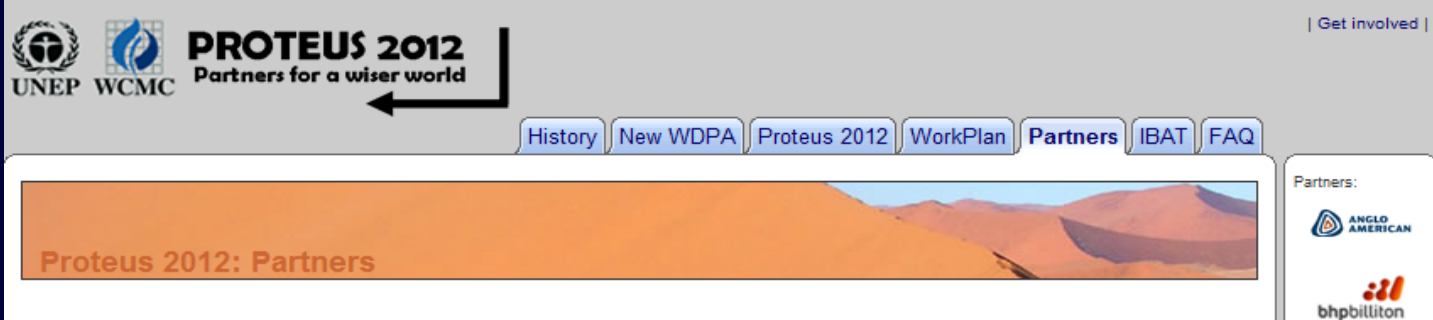 UNEP WCMC
PROTEUS 2012
Partners for a wiser world
| Get involved |
History
New WDPA
Proteus 2012
WorkPlan
Partners
IBAT
FAQ
Proteus 2012: Partners
Partners:
ANGLO
AMERICAN
bhpbilliton